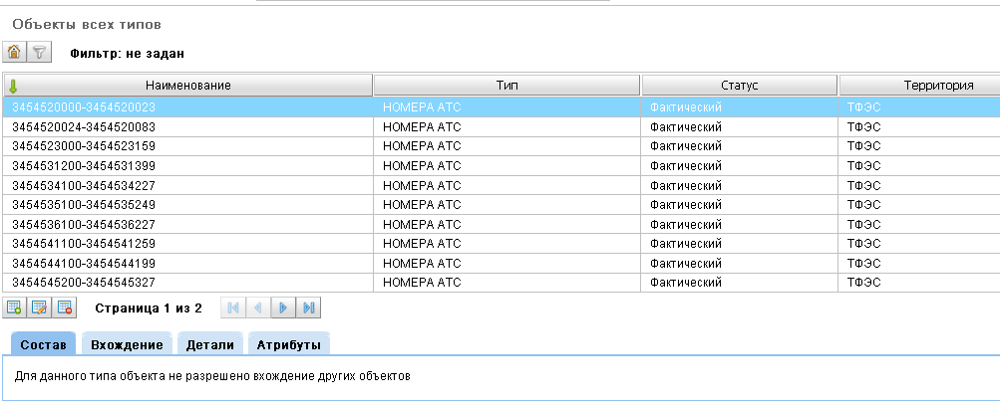 Объекты всех типов
Фильтр: не задан
Наименование Тип Статус Территория
3454520000-3454520023 НОМЕРА АТС Фактический ТФЭС
3454520024-3454520083 НОМЕРА АТС Фактический ТФЭС
3454523000-3454523159 НОМЕРА АТС Фактический ТФЭС
3454531200-3454531399 НОМЕРА АТС Фактический ТФЭС
3454534100-3454534227 НОМЕРА АТС Фактический ТФЭС
3454535100-3454535249 НОМЕРА АТС Фактический ТФЭС
3454536100-3454536227 НОМЕРА АТС Фактический ТФЭС
3454541100-3454541259 НОМЕРА АТС Фактический ТФЭС
3454544100-3454544199 НОМЕРА АТС Фактический ТФЭС
3454545200-3454545327 НОМЕРА АТС Фактический ТФЭС
Страница 1 из 2
Состав Вхождение Детали Атрибуты
Для данного типа объекта не разрешено вхождение других объектов